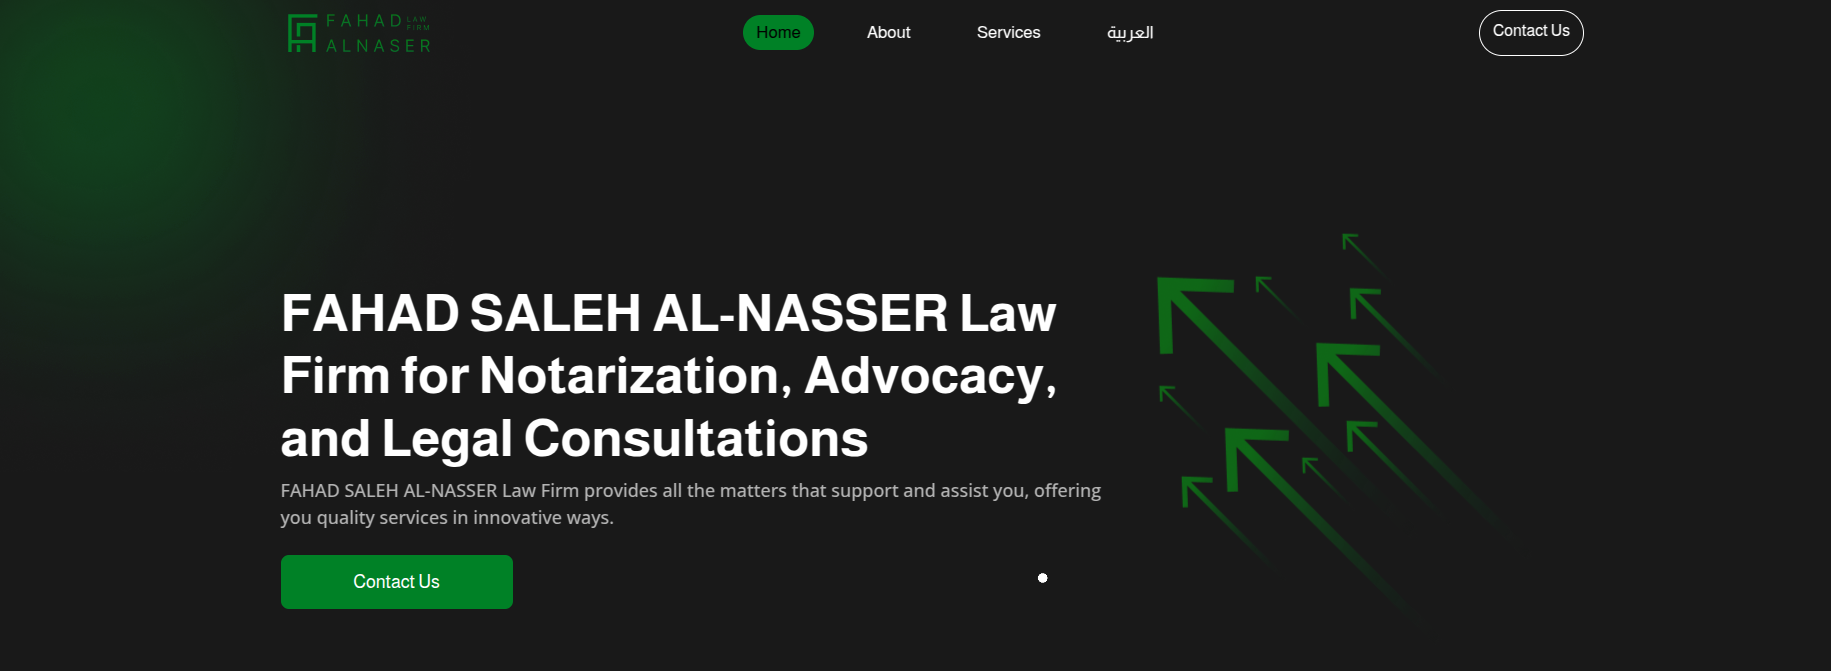 FAHAD LAW FIRM
ALNASER
Home
About
Services
العربية
Contact Us
FAHAD SALEH AL-NASSER Law
Firm for Notarization, Advocacy,
and Legal Consultations
FAHAD SALEH AL-NASSER Law Firm provides all the matters that support and assist you, offering
you quality services in innovative ways.
Contact Us